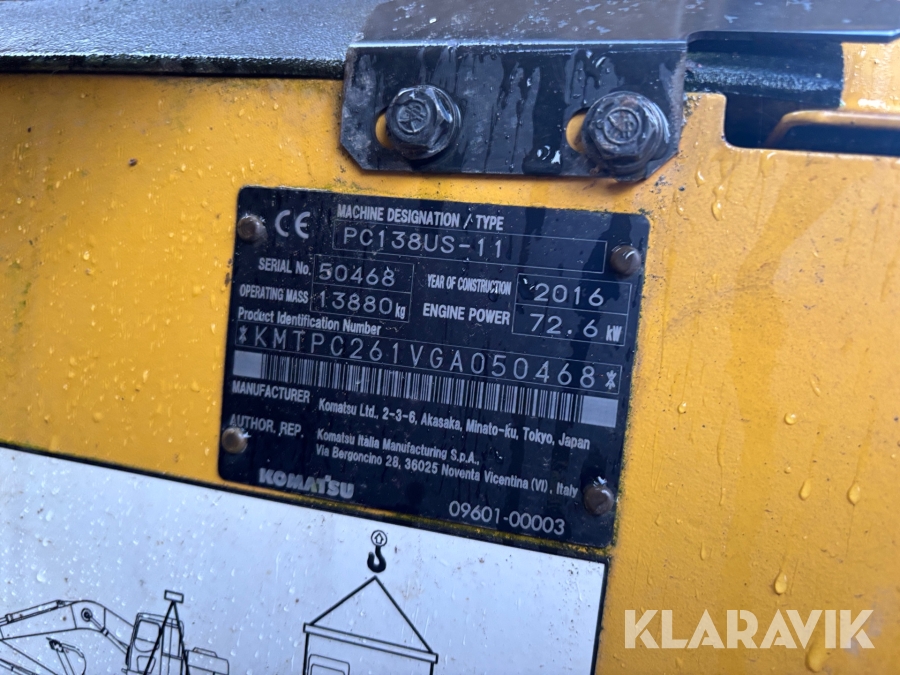 CE
MACHINE DESIGNATION / TYPE
PC138US-11
SERIAL No. 50468 YEAR OF CONSTRUCTION 2016
OPERATING MASS 13880 kg ENGINE POWER 72.6 kW
Product Identification Number
*KMTPC261VGA050468*
MANUFACTURER Komatsu Ltd. 2-3-6, Akasaka, Minato-ku, Tokyo, Japan
AUTHOR. REP. Komatsu Italia Manufacturing S.p.A.,
Via Bergoncino 28, 36025 Noventa Vicentina (VI), Italy
KOMATSU
09601-00003
KLARAVIK